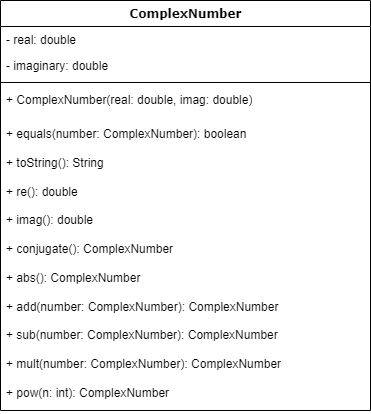 ComplexNumber
- real: double
- imaginary: double
+ ComplexNumber(real: double, imag: double)
+ equals(number: ComplexNumber): boolean
+ toString(): String
+ re(): double
+ imag(): double
+ conjugate(): ComplexNumber
+ abs(): ComplexNumber
+ add(number: ComplexNumber): ComplexNumber
+ sub(number: ComplexNumber): ComplexNumber
+ mult(number: ComplexNumber): ComplexNumber
+ pow(n: int): ComplexNumber